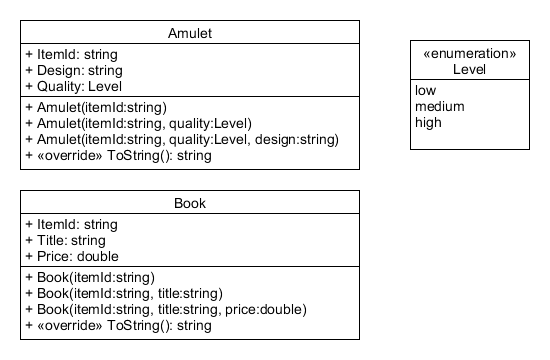 Amulet
+ ItemId: string
+ Design: string
+ Quality: Level
+ Amulet(itemId:string)
+ Amulet(itemId:string, quality:Level)
+ Amulet(itemId:string, quality:Level, design:string)
+ «override» ToString(): string
«enumeration»
Level
low
medium
high
Book
+ ItemId: string
+ Title: string
+ Price: double
+ Book(itemId:string)
+ Book(itemId:string, title:string)
+ Book(itemId:string, title:string, price:double)
+ «override» ToString(): string